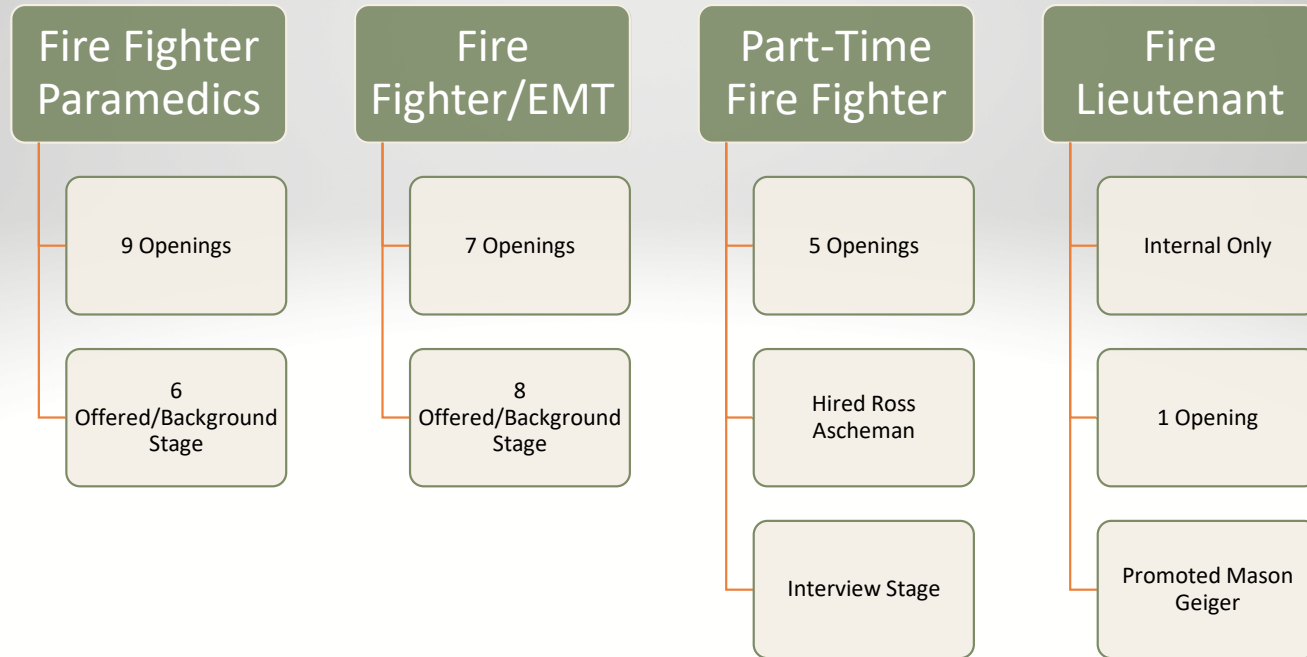 Fire Fighter
Paramedics
9 Openings
6
Offered/Background
Stage
Fire
Fighter/EMT
7 Openings
8
Offered/Background
Stage
Part-Time
Fire Fighter
5 Openings
Hired Ross
Ascheman
Interview Stage
Fire
Lieutenant
Internal Only
1 Opening
Promoted Mason
Geiger